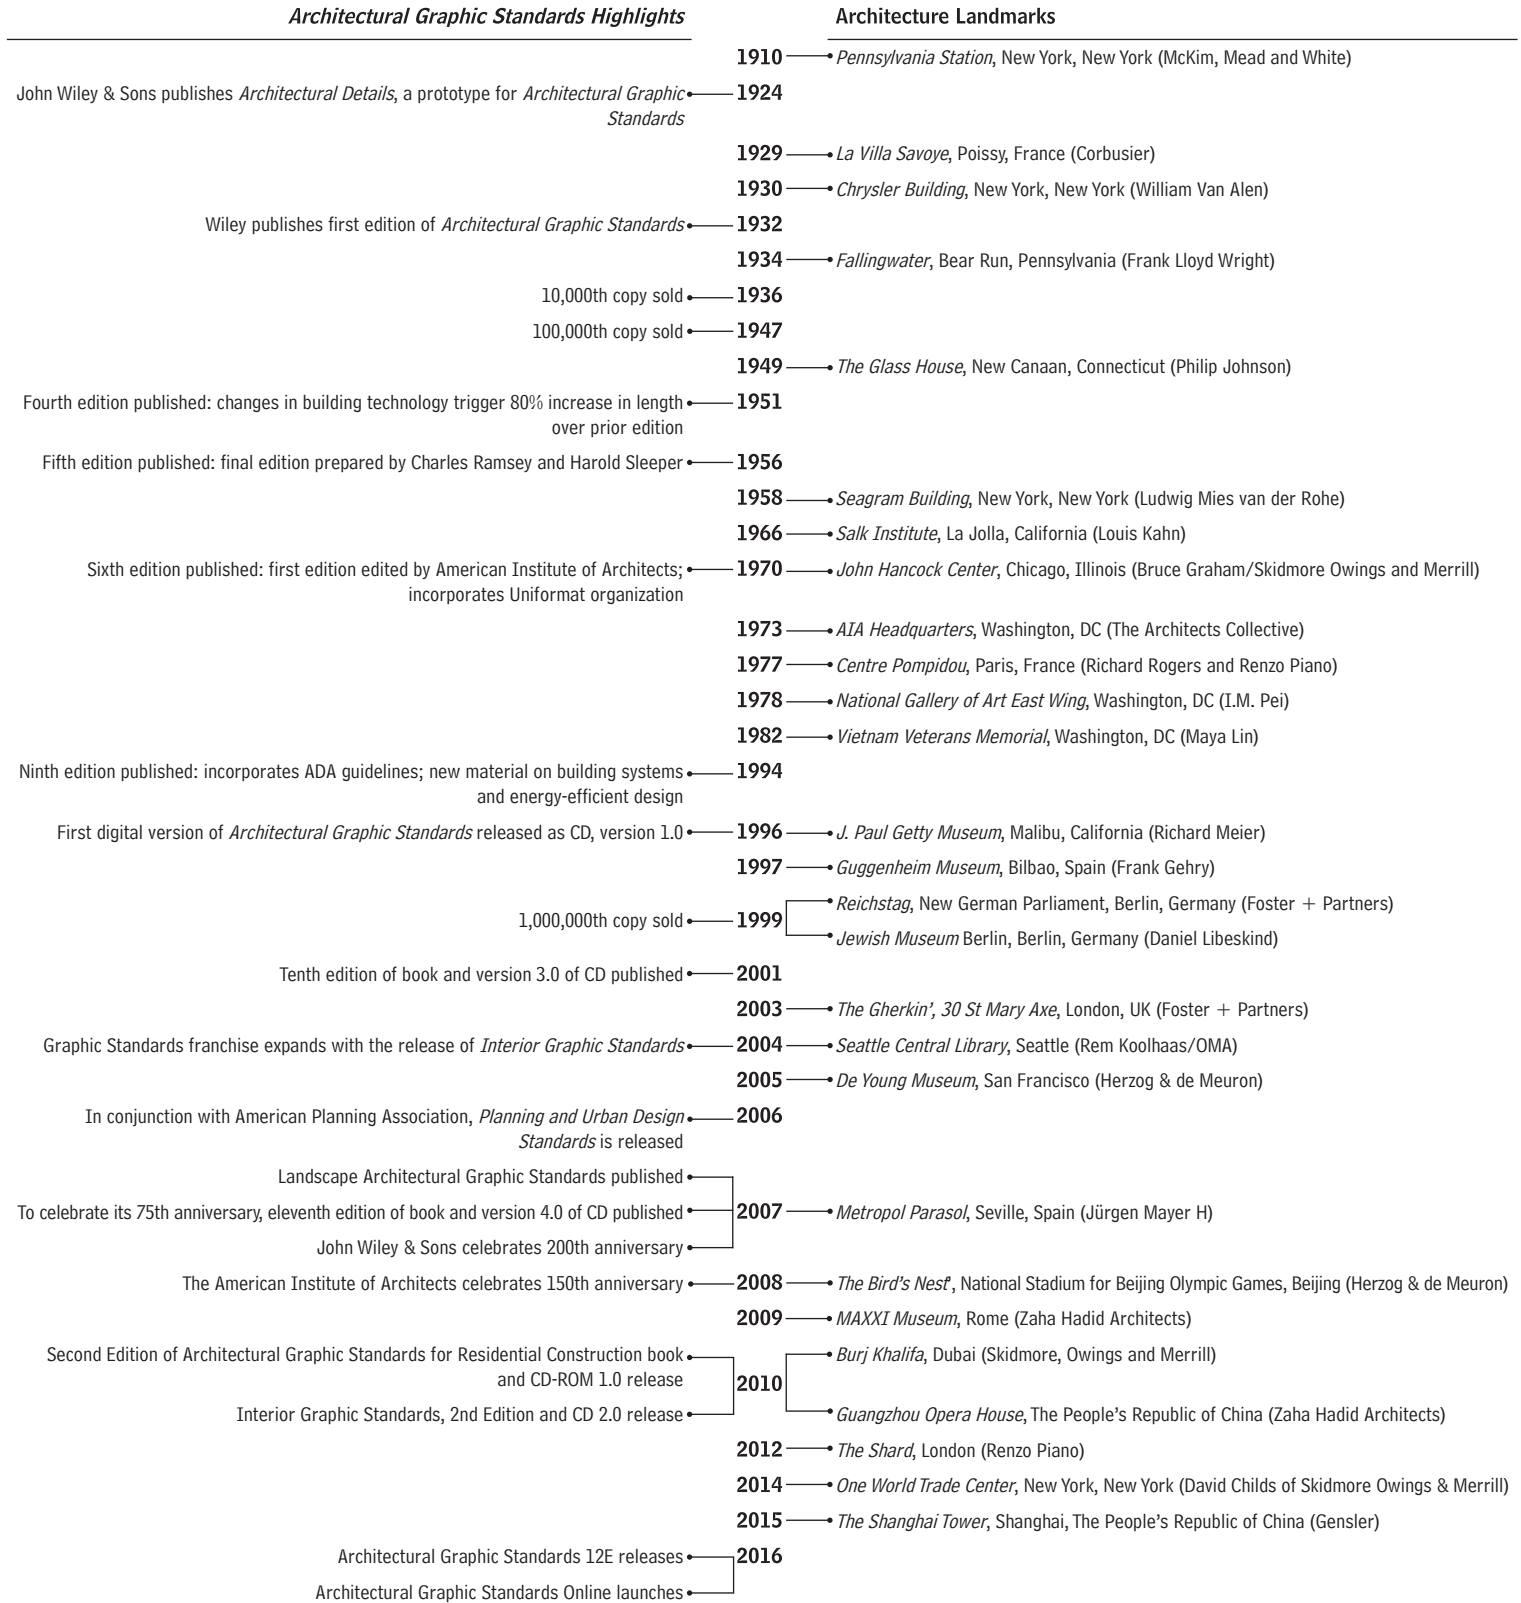 Architectural Graphic Standards Highlights
Architecture Landmarks
1910
Pennsylvania Station, New York, New York (McKim, Mead and White)
John Wiley & Sons publishes Architectural Details, a prototype for Architectural Graphic
Standards
1924
1929
La Villa Savoye, Poissy, France (Corbusier)
1930
Chrysler Building, New York, New York (William Van Alen)
Wiley publishes first edition of Architectural Graphic Standards
1932
1934
Fallingwater, Bear Run, Pennsylvania (Frank Lloyd Wright)
10,000th copy sold
1936
100,000th copy sold
1947
1949
The Glass House, New Canaan, Connecticut (Philip Johnson)
Fourth edition published: changes in building technology trigger 80% increase in length
over prior edition
1951
Fifth edition published: final edition prepared by Charles Ramsey and Harold Sleeper
1956
1958
Seagram Building, New York, New York (Ludwig Mies van der Rohe)
1966
Salk Institute, La Jolla, California (Louis Kahn)
Sixth edition published: first edition edited by American Institute of Architects;
incorporates Uniformat organization
1970
John Hancock Center, Chicago, Illinois (Bruce Graham/Skidmore Owings and Merrill)
1973
AIA Headquarters, Washington, DC (The Architects Collective)
1977
Centre Pompidou, Paris, France (Richard Rogers and Renzo Piano)
1978
National Gallery of Art East Wing, Washington, DC (I.M. Pei)
1982
Vietnam Veterans Memorial, Washington, DC (Maya Lin)
Ninth edition published: incorporates ADA guidelines; new material on building systems
and energy-efficient design
1994
First digital version of Architectural Graphic Standards released as CD, version 1.0
1996
J. Paul Getty Museum, Malibu, California (Richard Meier)
1997
Guggenheim Museum, Bilbao, Spain (Frank Gehry)
1,000,000th copy sold
1999
Reichstag, New German Parliament, Berlin, Germany (Foster + Partners)
Jewish Museum Berlin, Berlin, Germany (Daniel Libeskind)
Tenth edition of book and version 3.0 of CD published
2001
2003
The Gherkin’, 30 St Mary Axe, London, UK (Foster + Partners)
Graphic Standards franchise expands with the release of Interior Graphic Standards
2004
Seattle Central Library, Seattle (Rem Koolhaas/OMA)
2005
De Young Museum, San Francisco (Herzog & de Meuron)
In conjunction with American Planning Association, Planning and Urban Design
Standards is released
2006
Landscape Architectural Graphic Standards published
To celebrate its 75th anniversary, eleventh edition of book and version 4.0 of CD published
John Wiley & Sons celebrates 200th anniversary
2007
Metropol Parasol, Seville, Spain (Jürgen Mayer H)
The American Institute of Architects celebrates 150th anniversary
2008
The Bird’s Nest’, National Stadium for Beijing Olympic Games, Beijing (Herzog & de Meuron)
2009
MAXXI Museum, Rome (Zaha Hadid Architects)
Second Edition of Architectural Graphic Standards for Residential Construction book
and CD-ROM 1.0 release
Interior Graphic Standards, 2nd Edition and CD 2.0 release
2010
Burj Khalifa, Dubai (Skidmore, Owings and Merrill)
Guangzhou Opera House, The People’s Republic of China (Zaha Hadid Architects)
2012
The Shard, London (Renzo Piano)
2014
One World Trade Center, New York, New York (David Childs of Skidmore Owings & Merrill)
2015
The Shanghai Tower, Shanghai, The People’s Republic of China (Gensler)
Architectural Graphic Standards 12E releases
2016
Architectural Graphic Standards Online launches